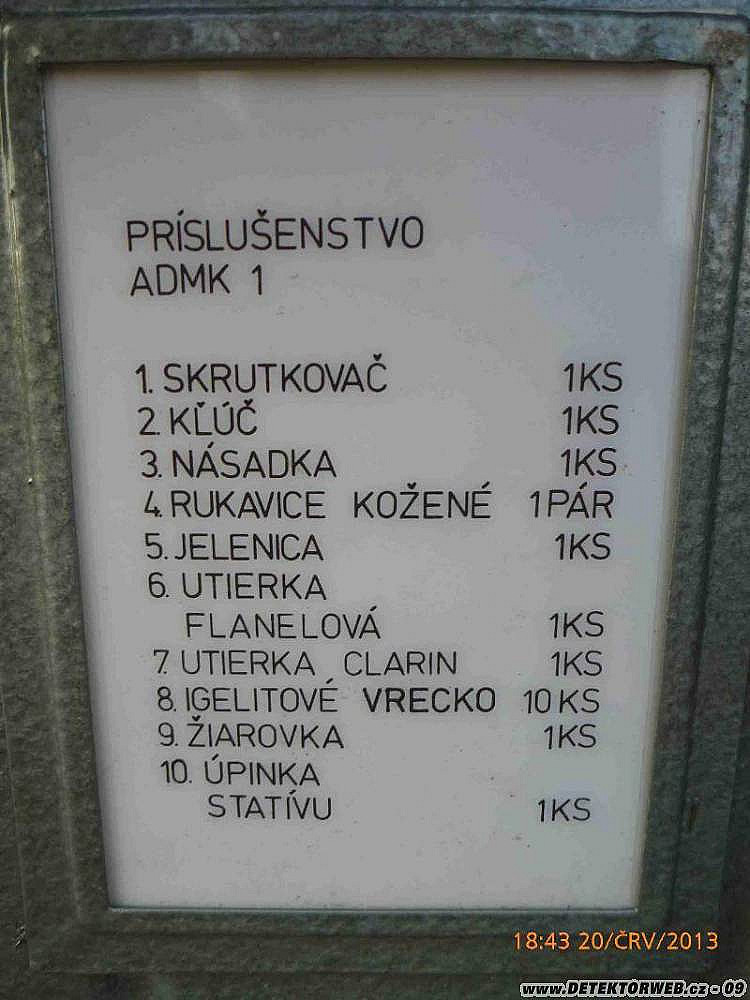 PRÍSLUŠENSTVO
ADMK 1
1. SKRUTKOVAČ 1KS
2. KĽÚČ 1KS
3. NÁSADKA 1KS
4. RUKAVICE KOŽENÉ 1PÁR
5. JELENICA 1KS
6. UTIERKA
FLANELOVÁ 1KS
7. UTIERKA CLARIN 1KS
8. IGELITOVÉ VRECKO 10 KS
9. ŽIAROVKA 1KS
10. ÚPINKA
STATÍVU 1KS
18:43 20/ČRV/2013
www.DETEKTORWEB.cz - 09